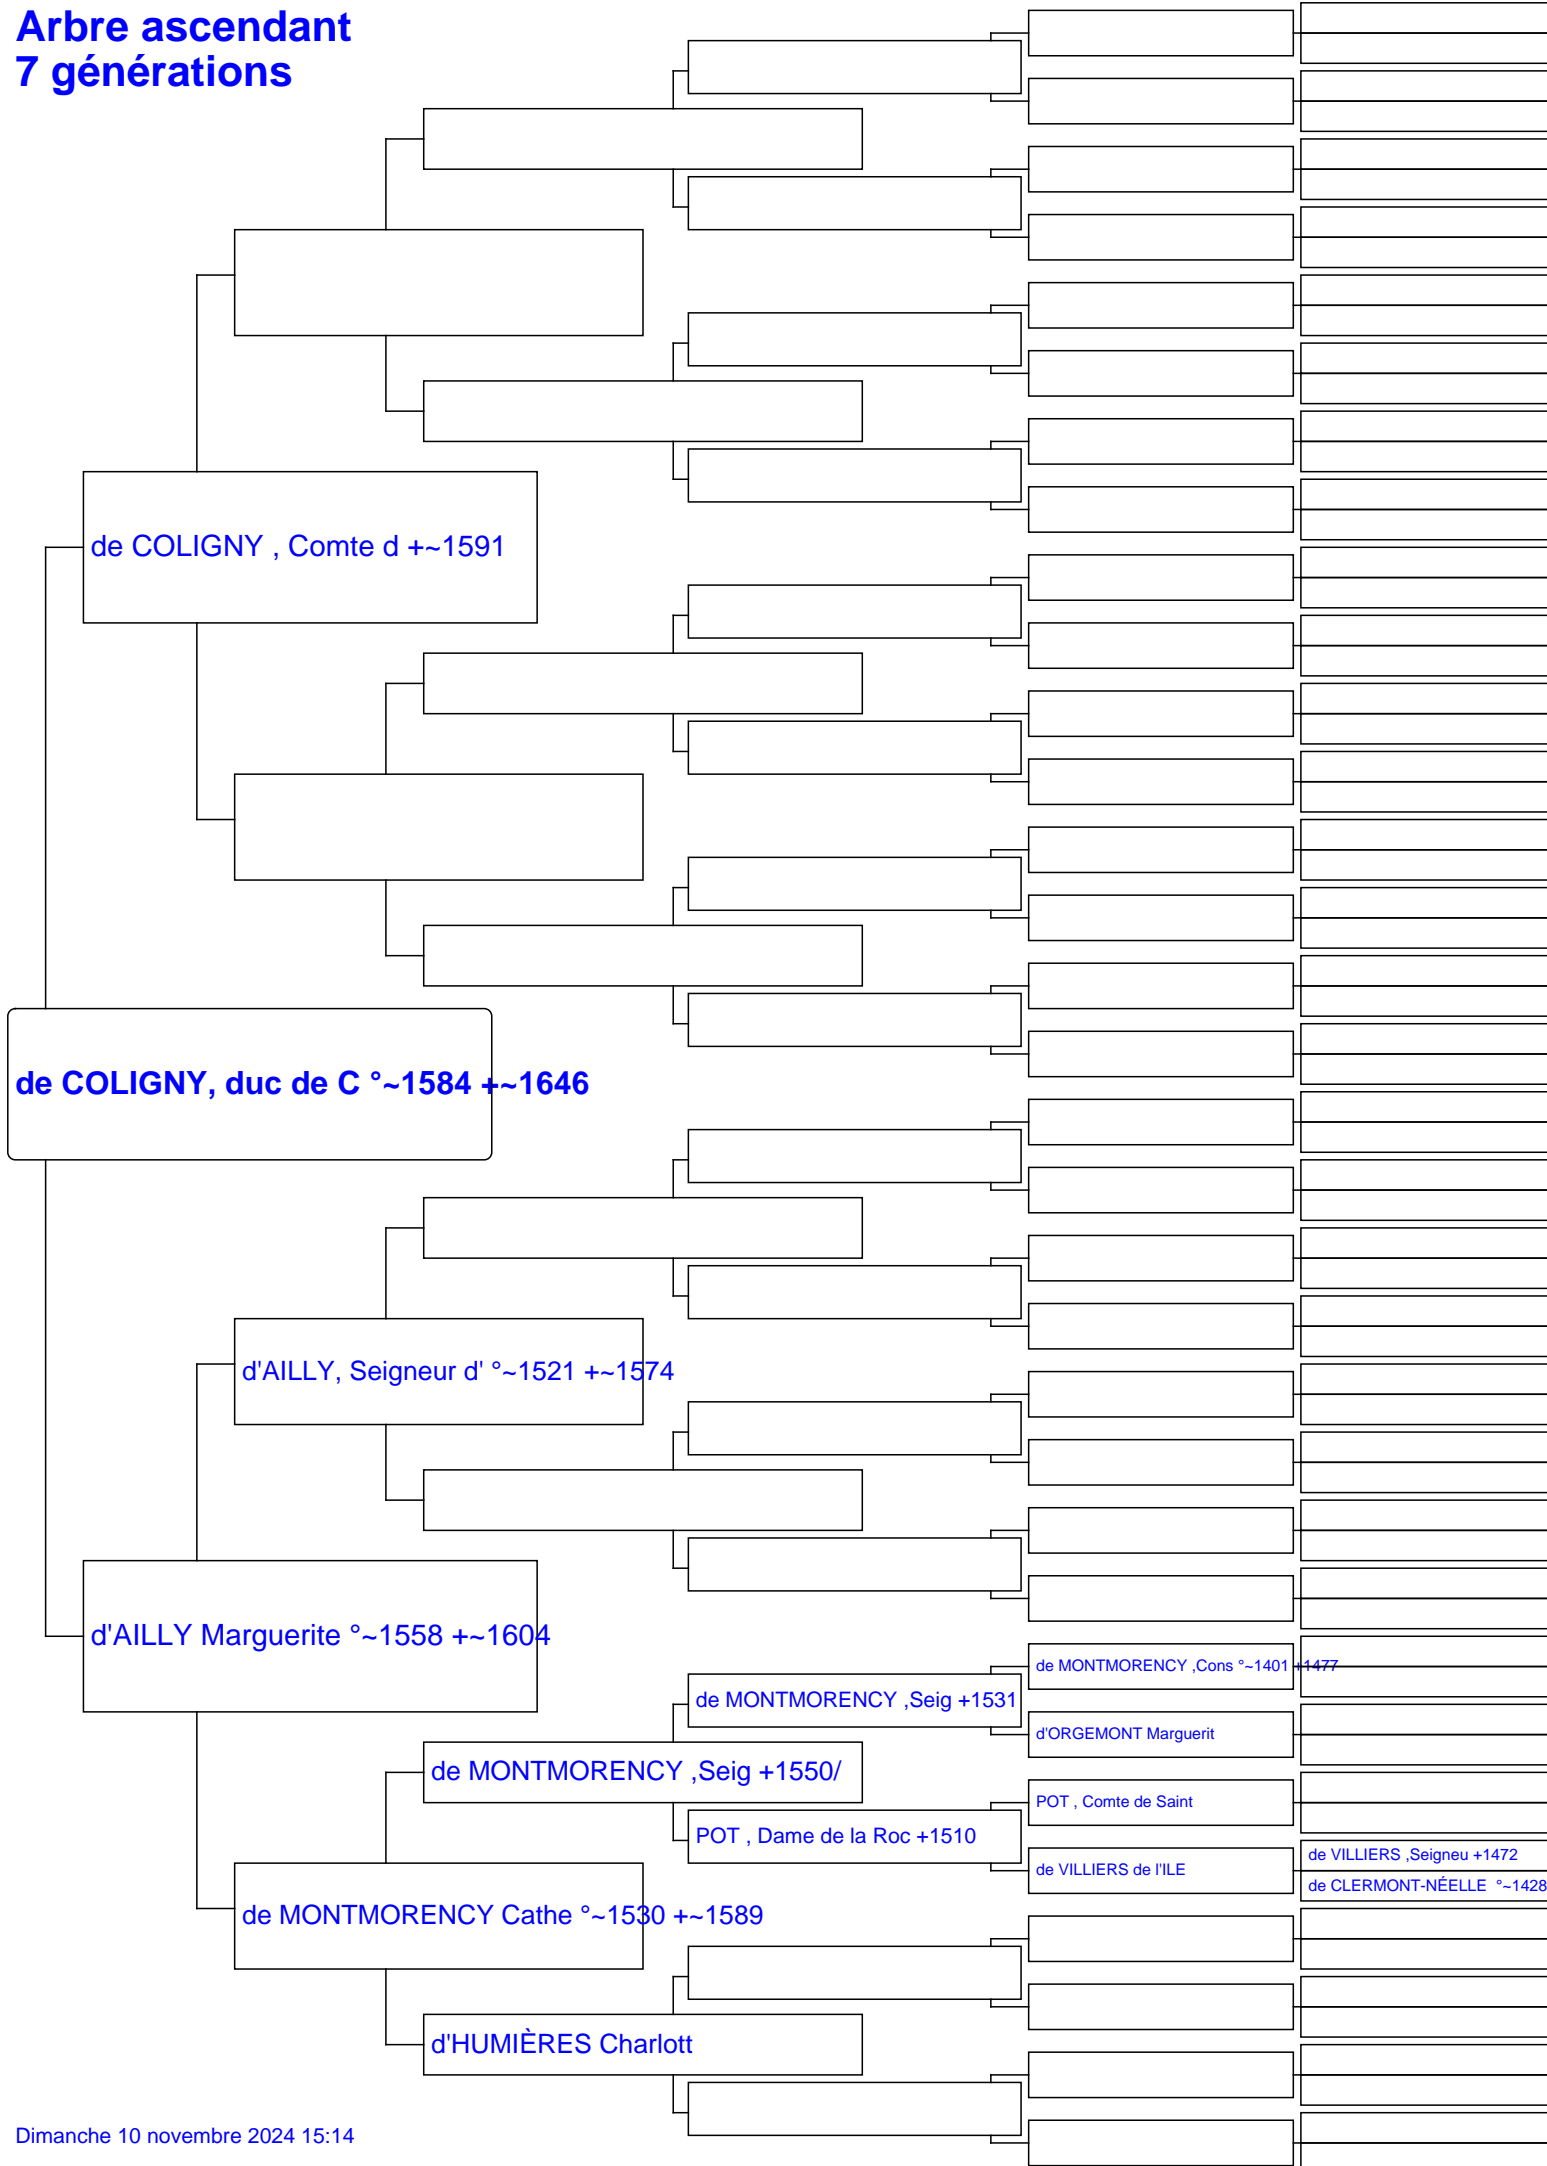 Arbre ascendant
7 générations
de COLIGNY , Comte d +~1591
de COLIGNY, duc de C °~1584 +~1646
d'AILLY, Seigneur d' °~1521 +~1574
d'AILLY Marguerite °~1558 +~1604
de MONTMORENCY ,Cons °~1401 +1477
de MONTMORENCY ,Seig +1531
d'ORGEMONT Marguerit
de MONTMORENCY ,Seig +1550/
POT , Comte de Saint
POT , Dame de la Roc +1510
de VILLIERS ,Seigneu +1472
de VILLIERS de l'ILE
de CLERMONT-NÉELLE °~1428
de MONTMORENCY Cathe °~1530 +~1589
d'HUMIÈRES Charlott
Dimanche 10 novembre 2024 15:14